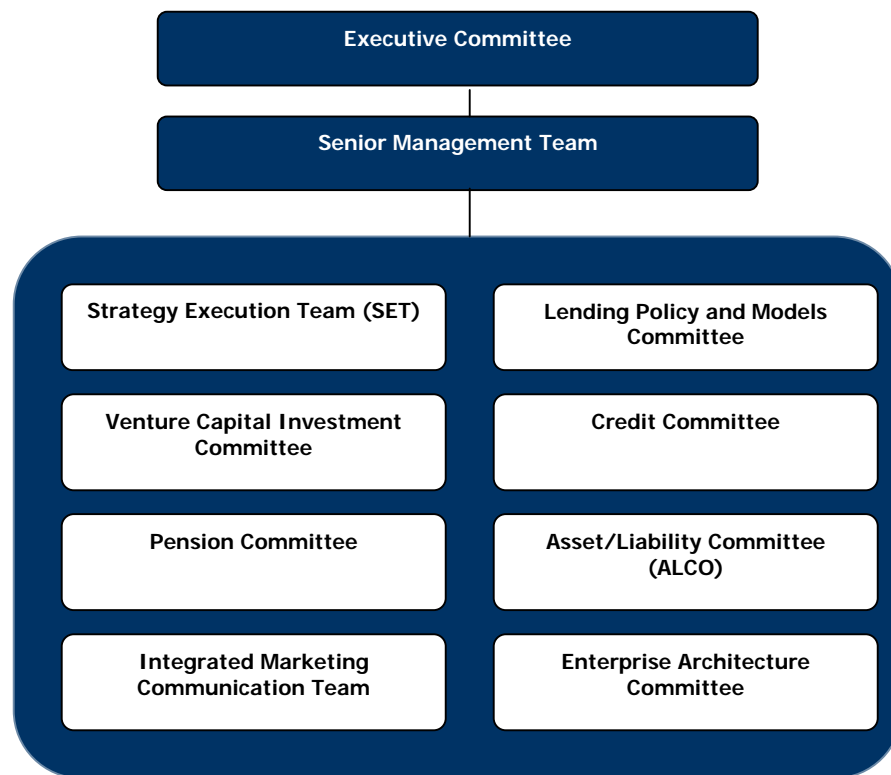 Executive Committee
Senior Management Team
Strategy Execution Team (SET)
Lending Policy and Models
Committee
Venture Capital Investment
Committee
Credit Committee
Pension Committee
Asset/Liability Committee
(ALCO)
Integrated Marketing
Communication Team
Enterprise Architecture
Committee